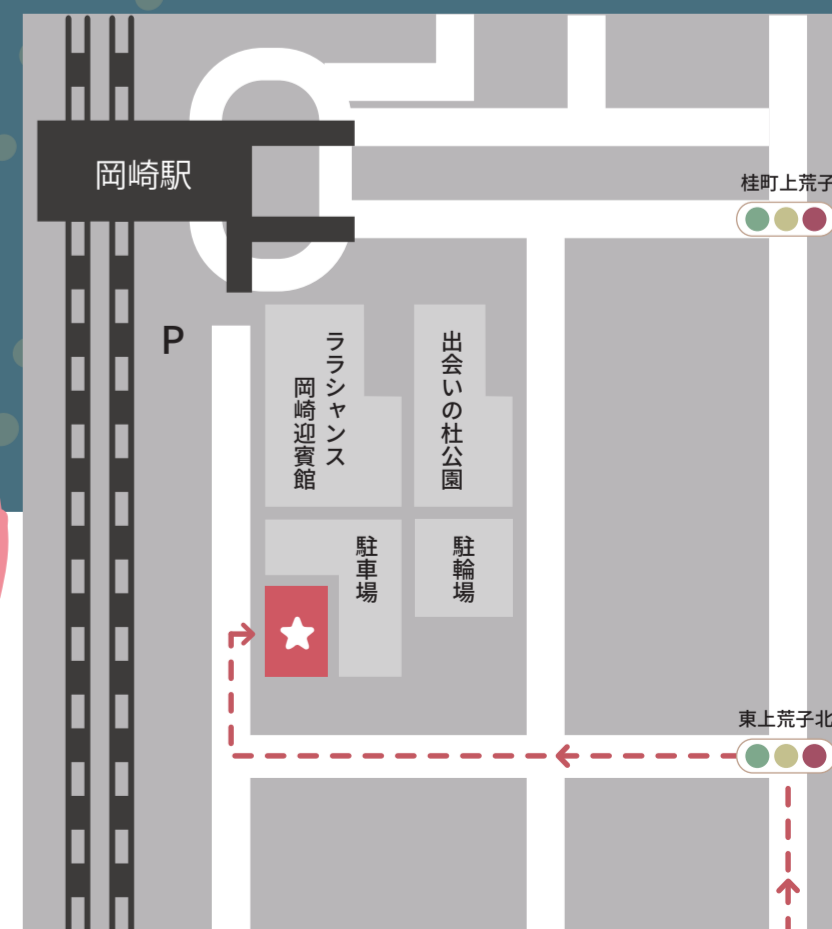 岡崎駅
桂町上荒子
P
ララシャンス
岡崎迎賓館
出会いの杜公園
駐車場
駐輪場
東上荒子北